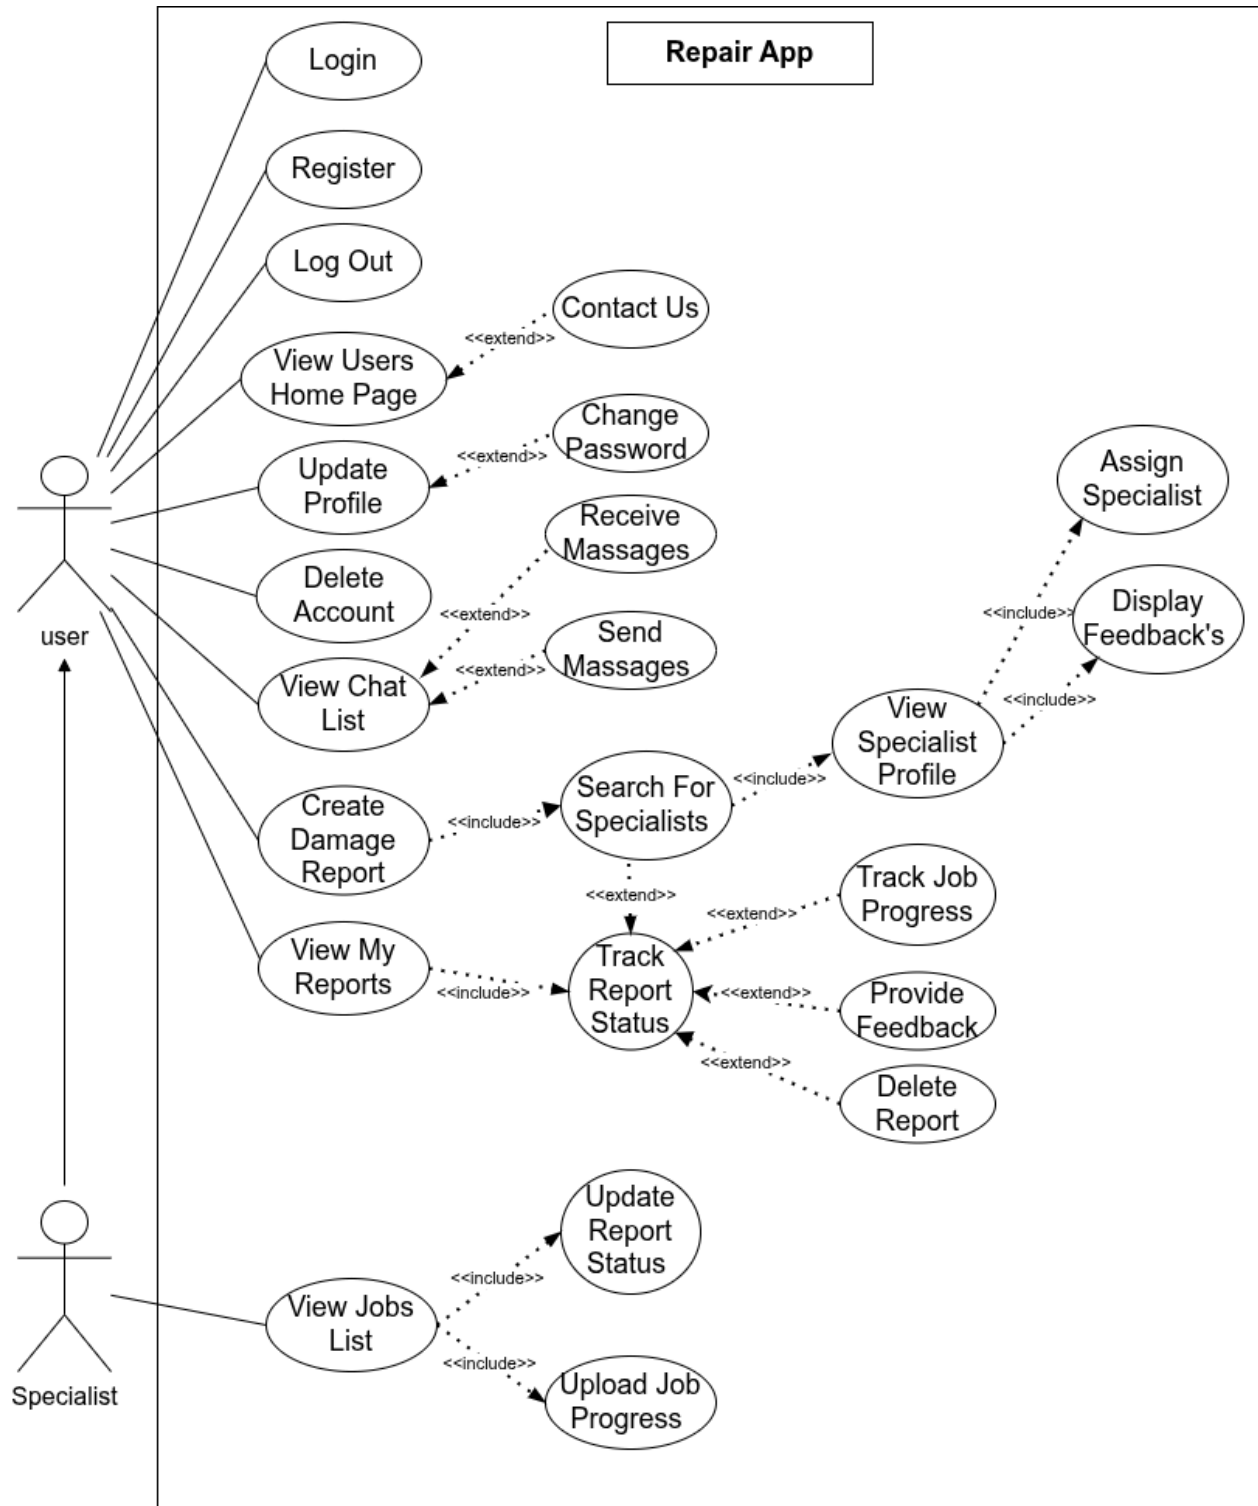 Repair App
Login
Register
Log Out
Contact Us
<<extend>>
View Users
Home Page
Change
Password
<<extend>>
Update
Profile
Assign
Specialist
Receive
Massages
Delete
Account
<<extend>>
<<include>>
Display
Feedback's
user
Send
Massages
<<extend>>
View Chat
List
<<include>>
View
Specialist
Profile
<<include>>
Search For
Specialists
Create
Damage
Report
<<include>>
<<extend>>
Track Job
Progress
<<extend>>
View My
Reports
<<include>>
Track
Report
Status
<<extend>>
Provide
Feedback
<<extend>>
Delete
Report
Update
Report
Status
<<include>>
View Jobs
List
<<include>>
Upload Job
Progress
Specialist